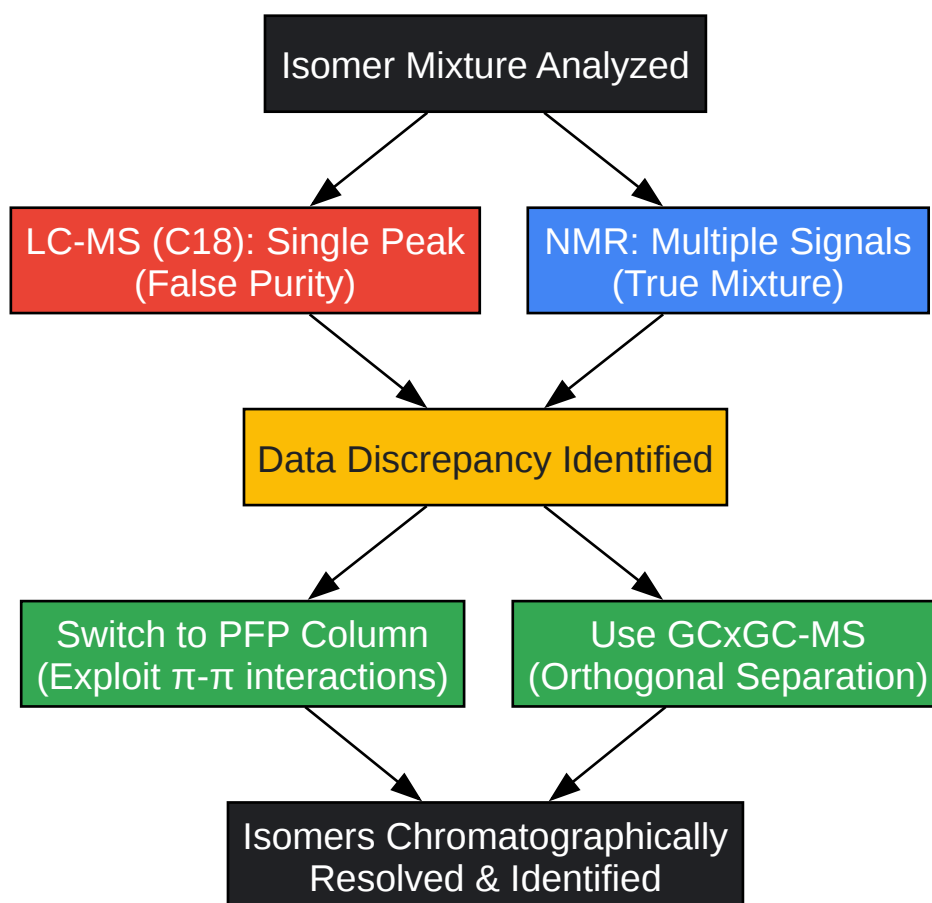 Isomer Mixture Analyzed
LC-MS (C18): Single Peak
(False Purity)
NMR: Multiple Signals
(True Mixture)
Data Discrepancy Identified
Switch to PFP Column
(Exploit π-π interactions)
Use GCxGC-MS
(Orthogonal Separation)
Isomers Chromatographically
Resolved & Identified